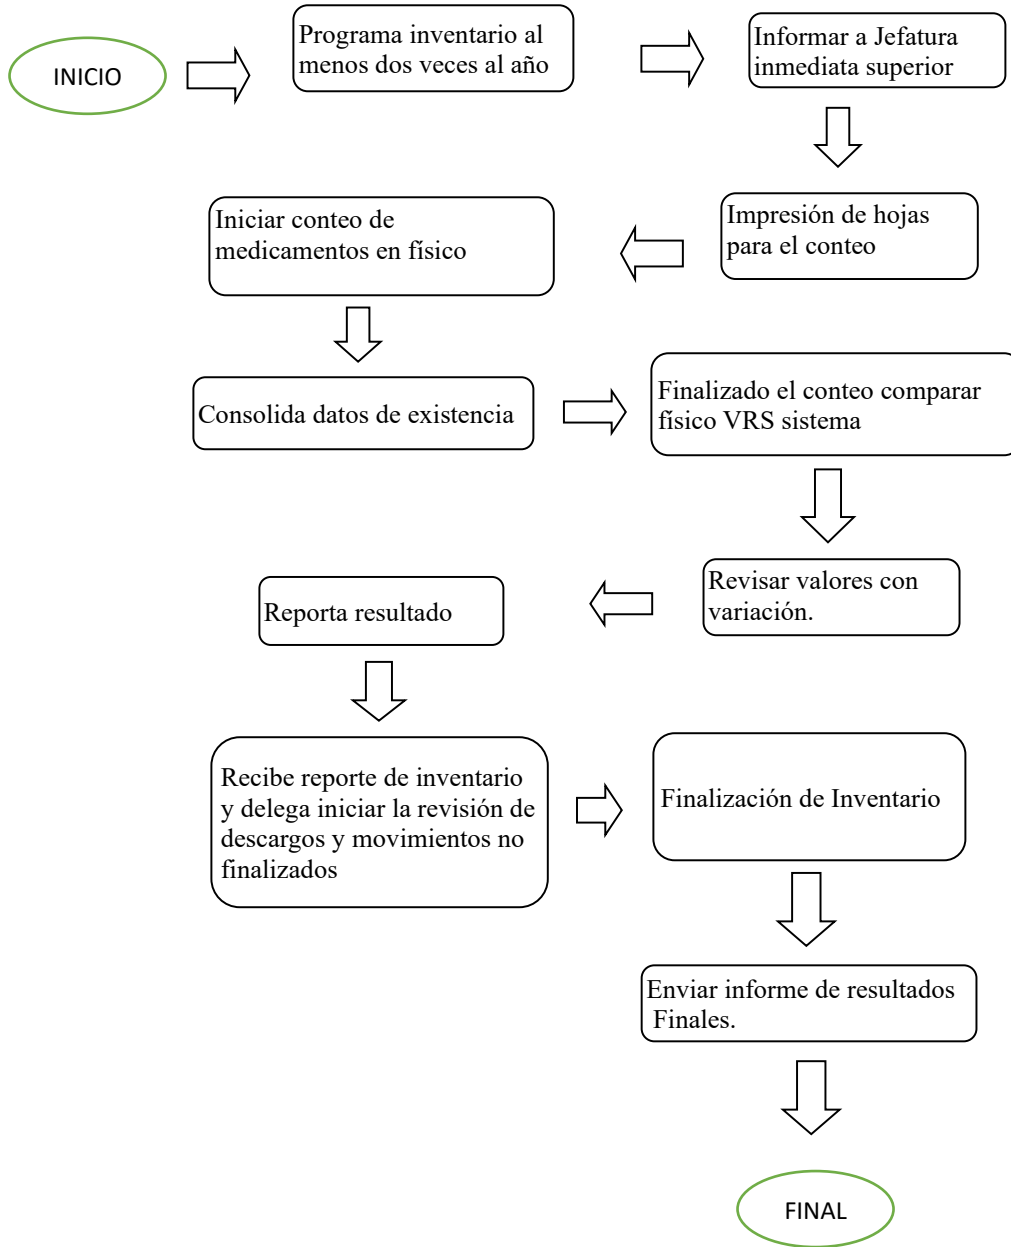 INICIO
Programa inventario al
menos dos veces al año
Informar a Jefatura
inmediata superior
Impresión de hojas
para el conteo
Iniciar conteo de
medicamentos en físico
Consolida datos de existencia
Finalizado el conteo comparar
físico VRS sistema
Revisar valores con
variación.
Reporta resultado
Recibe reporte de inventario
y delega iniciar la revisión de
descargos y movimientos no
finalizados
Finalización de Inventario
Enviar informe de resultados
Finales.
FINAL